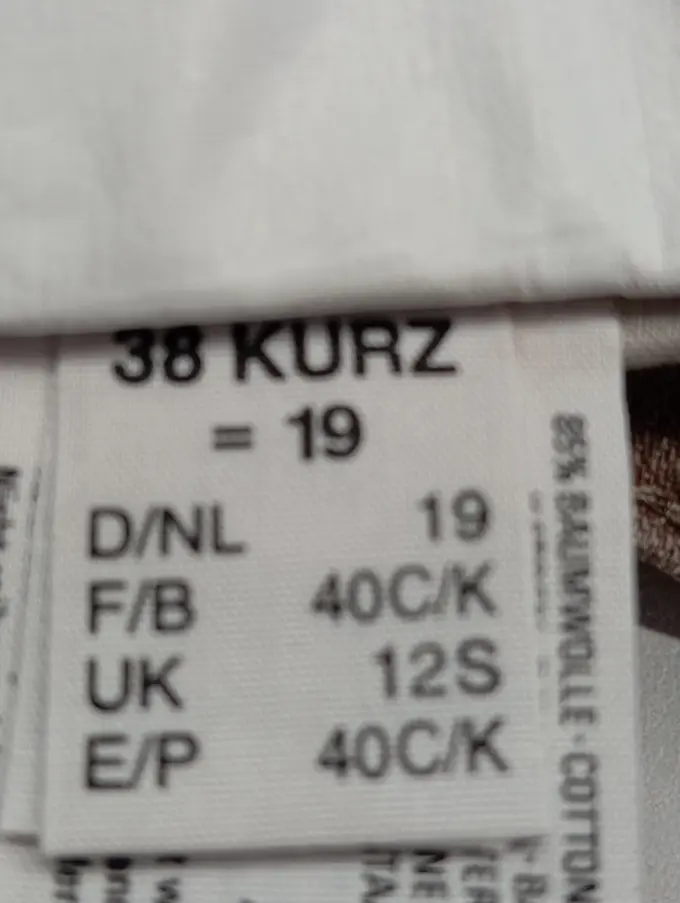 38 KURZ
= 19
D/NL 19
F/B 40C/K
UK 12S
E/P 40C/K
85% BAUMWOLLE - COTTON